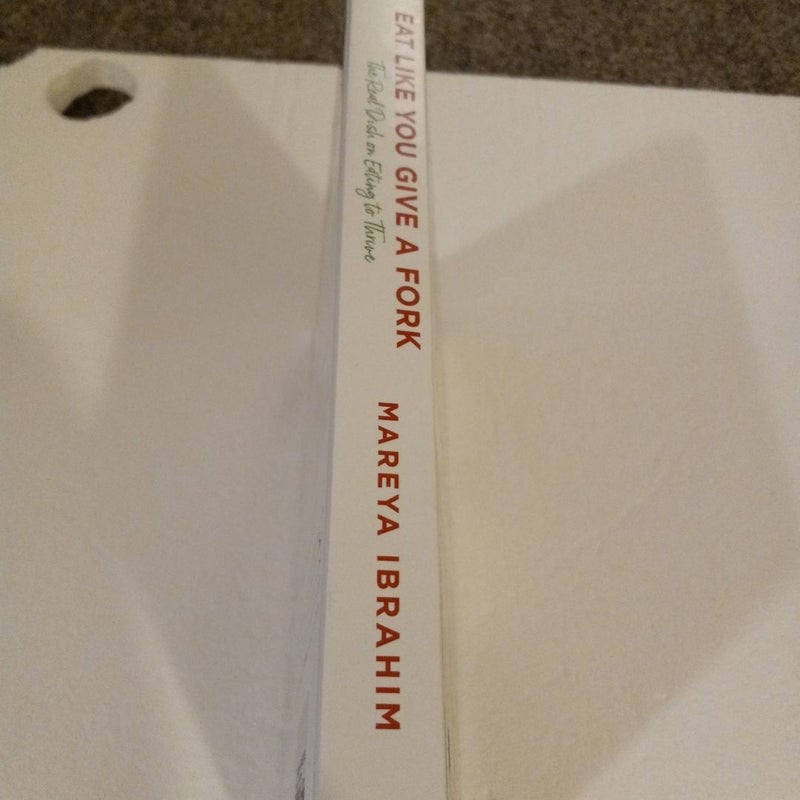 EAT LIKE YOU GIVE A FORK
The Real Dish on Eating to Thrive
MAREYA IBRAHIM